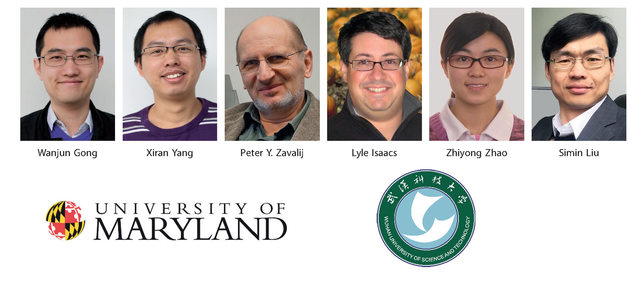 Wanjun Gong
Xiran Yang
Peter Y. Zavalij
Lyle Isaacs
Zhiyong Zhao
Simin Liu
UNIVERSITY OF
MARYLAND
武漢科技大学
WUHAN UNIVERSITY OF SCIENCE AND TECHNOLOGY